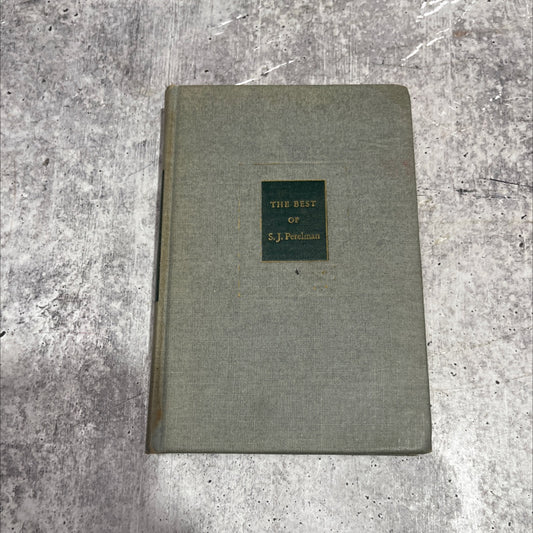 THE BEST
OF
S. J. Perelman